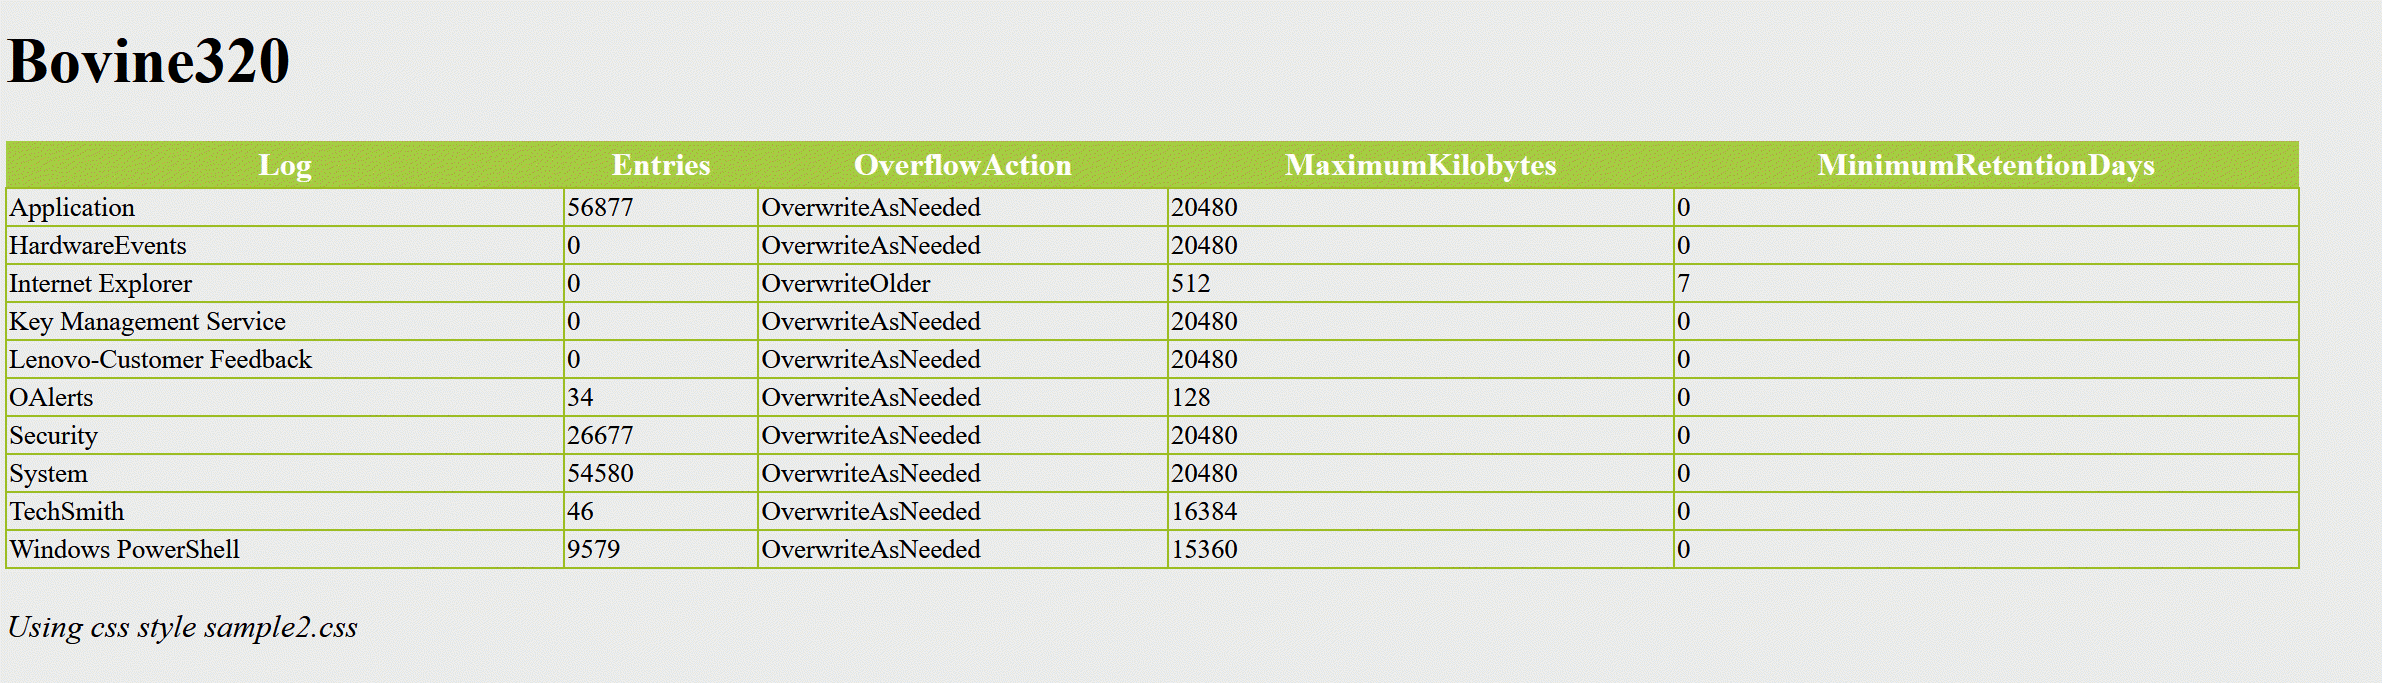 Bovine320
Log Entries OverflowAction MaximumKilobytes MinimumRetentionDays
Application 56877 OverwriteAsNeeded 20480 0
HardwareEvents 0 OverwriteAsNeeded 20480 0
Internet Explorer 0 OverwriteOlder 512 7
Key Management Service 0 OverwriteAsNeeded 20480 0
Lenovo-Customer Feedback 0 OverwriteAsNeeded 20480 0
OAlerts 34 OverwriteAsNeeded 128 0
Security 26677 OverwriteAsNeeded 20480 0
System 54580 OverwriteAsNeeded 20480 0
TechSmith 46 OverwriteAsNeeded 16384 0
Windows PowerShell 9579 OverwriteAsNeeded 15360 0
Using css style sample2.css